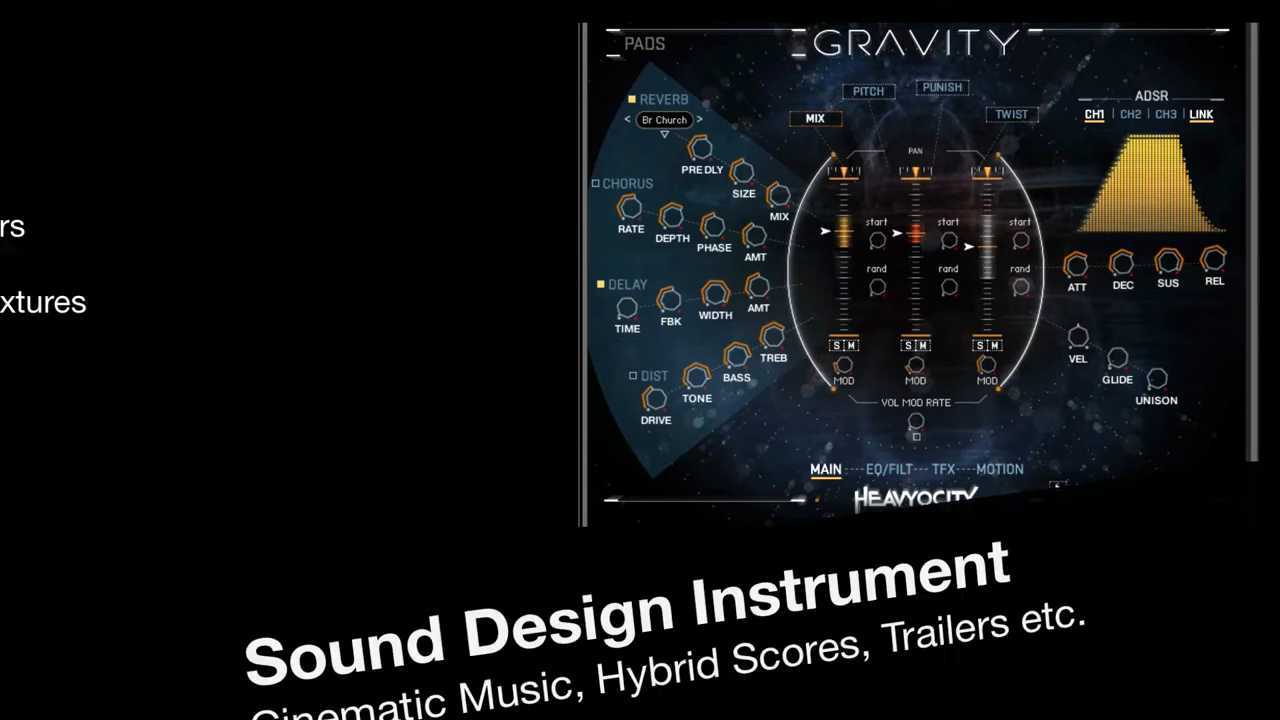 PADS
GRAVITY
REVERB
< Br Church >
PRE DLY
SIZE
MIX
CHORUS
RATE
DEPTH
PHASE
AMT
DELAY
TIME
FBK
WIDTH
AMT
DIST
DRIVE
TONE
BASS
TREB
MIX
PITCH
PUNISH
TWIST
PAN
start
start
start
rand
rand
rand
S M
S M
S M
MOD
MOD
MOD
VOL MOD RATE
ADSR
CH1 | CH2 | CH3 | LINK
ATT
DEC
SUS
REL
VEL
GLIDE
UNISON
MAIN EQ/FILT TFX MOTION
HEAVYOCITY
rs
xtures
Sound Design Instrument
Cinematic Music, Hybrid Scores, Trailers etc.